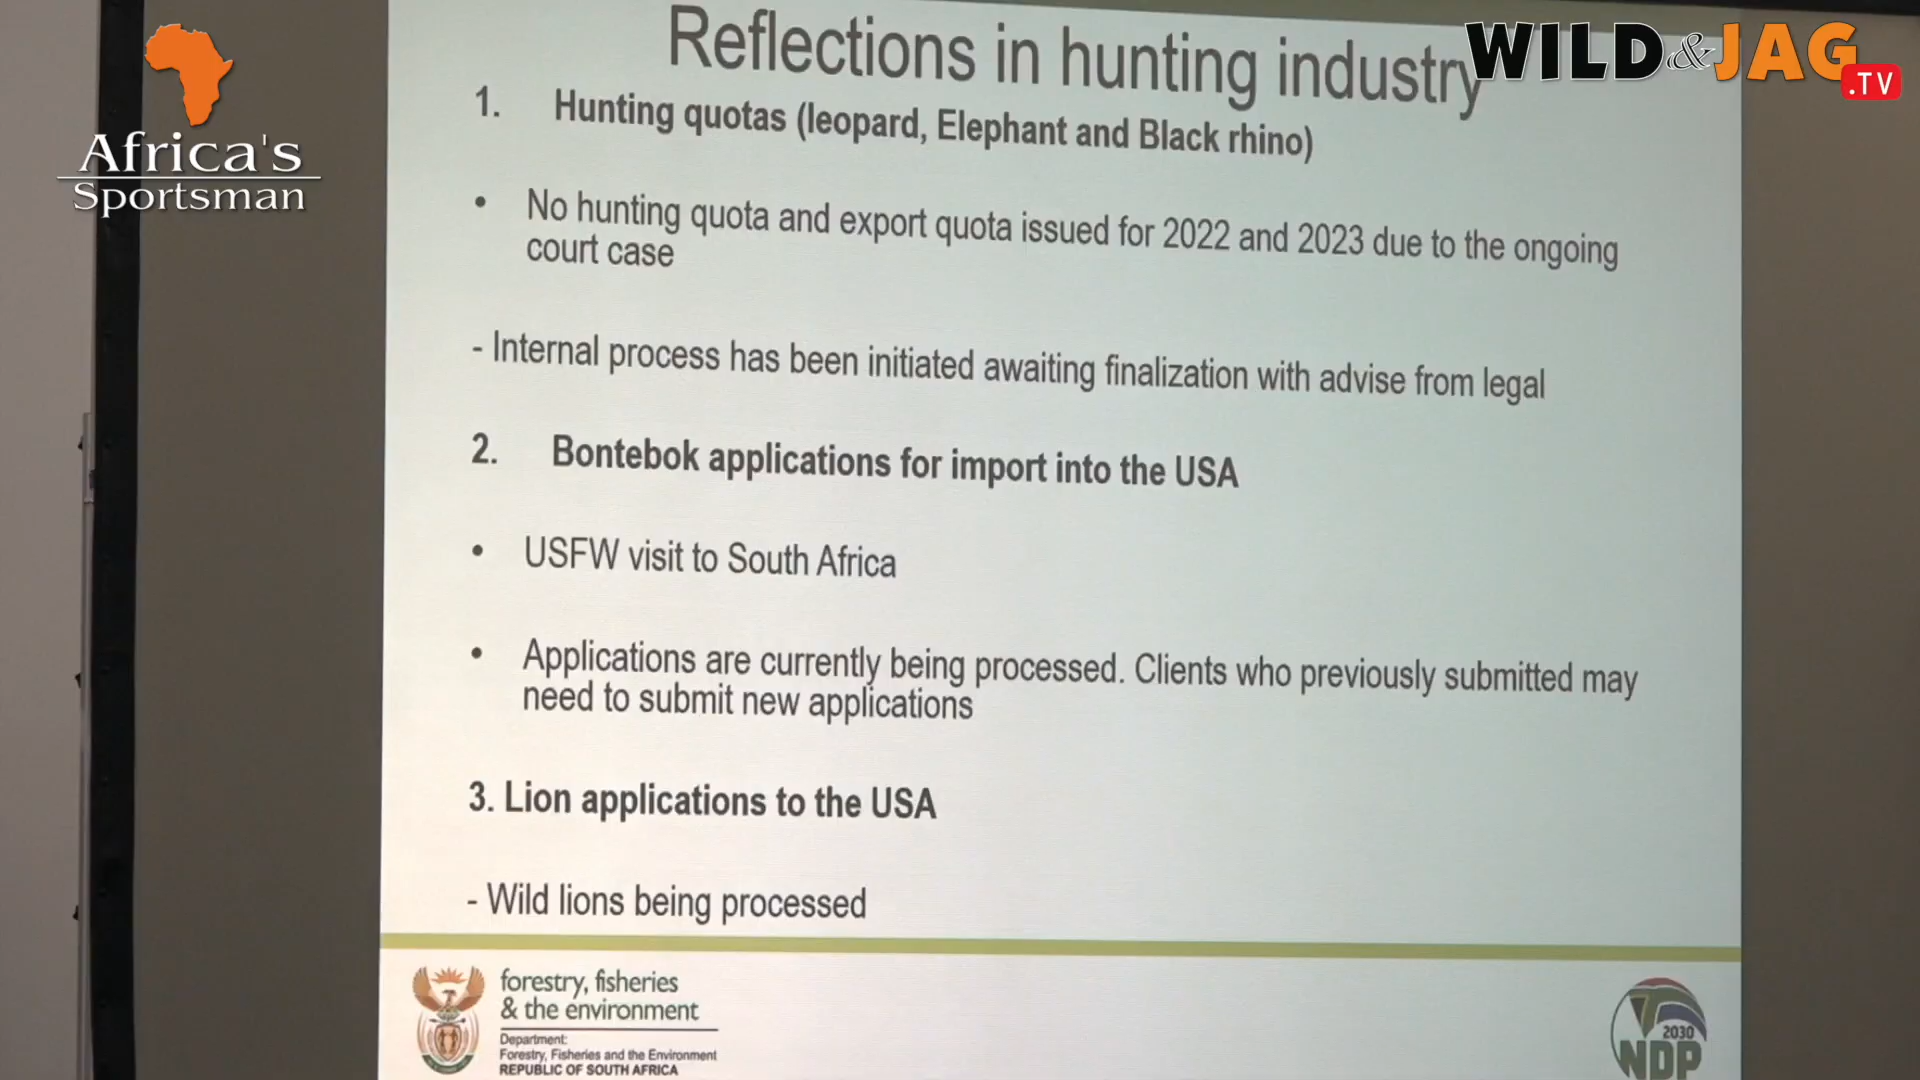 Africa's
Sportsman
WILD & JAG
.TV
Reflections in hunting industry
1. Hunting quotas (leopard, Elephant and Black rhino)
• No hunting quota and export quota issued for 2022 and 2023 due to the ongoing
court case
- Internal process has been initiated awaiting finalization with advise from legal
2. Bontebok applications for import into the USA
• USFW visit to South Africa
• Applications are currently being processed. Clients who previously submitted may
need to submit new applications
3. Lion applications to the USA
- Wild lions being processed
forestry, fisheries
& the environment
Department:
Forestry, Fisheries and the Environment
REPUBLIC OF SOUTH AFRICA
2030
NDP